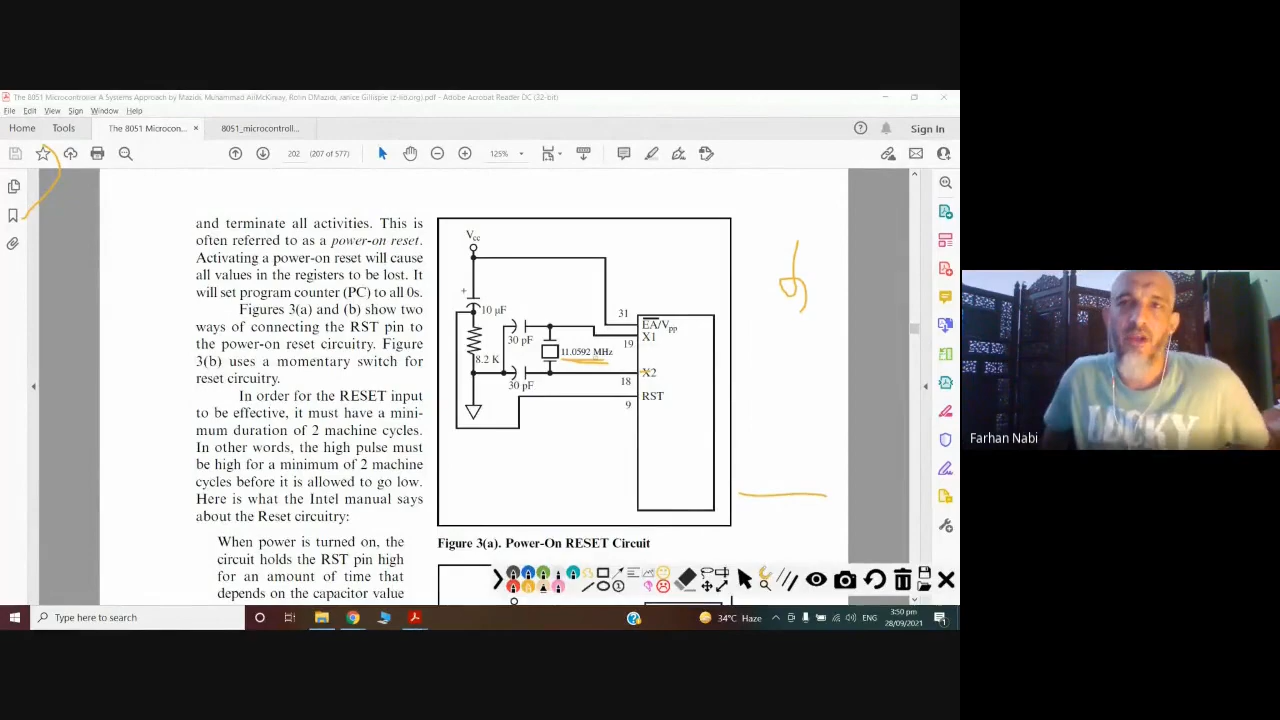 The 8051 Microcontroller A Systems Approach by Mazidi, Muhammad AliMcKinlay, Rolin DMazidi, Janice Gillispie (z-lib.org).pdf - Adobe Acrobat Reader DC (32-bit)
File Edit View Sign Window Help
Home Tools The 8051 Microcon... × 8051_microcontroll... Sign In
202 (207 of 577) 125%
and terminate all activities. This is
often referred to as a power-on reset.
Activating a power-on reset will cause
all values in the registers to be lost. It
will set program counter (PC) to all 0s.
Figures 3(a) and (b) show two
ways of connecting the RST pin to
the power-on reset circuitry. Figure
3(b) uses a momentary switch for
reset circuitry.
In order for the RESET input
to be effective, it must have a mini-
mum duration of 2 machine cycles.
In other words, the high pulse must
be high for a minimum of 2 machine
cycles before it is allowed to go low.
Here is what the Intel manual says
about the Reset circuitry:
When power is turned on, the
circuit holds the RST pin high
for an amount of time that
depends on the capacitor value
Vcc
+
10 µF
8.2 K
30 pF
11.0592 MHz
30 pF
31
EA/Vpp
X1
19
X2
18
RST
9
Figure 3(a). Power-On RESET Circuit
Farhan Nabi
Type here to search
34°C Haze
ENG
3:50 pm
28/09/2021